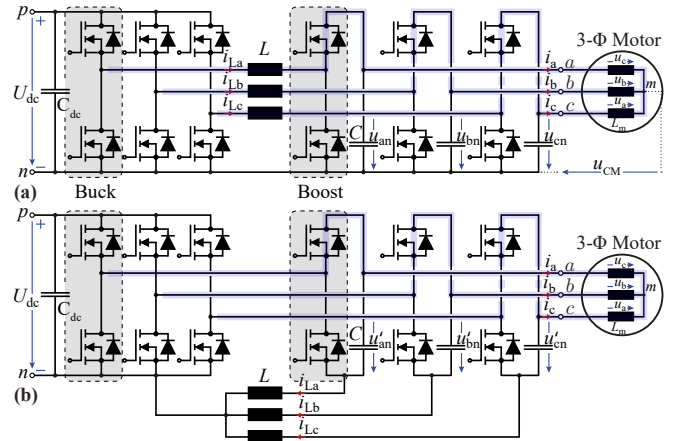 p
+
i_La L
i_a a
3-Φ Motor
u_c
U_dc
C_dc
i_Lb
i_b b
u_b
m
i_Lc
i_c c
u_a
L_m
C u_an u_bn u_cn
n −
u_CM
(a) Buck Boost
p
+
3-Φ Motor
i_a a
u_c
U_dc
C_dc
i_b b
u_b
m
i_c c
u_a
L_m
C u'_an u'_bn u'_cn
n −
(b)
L i_La
i_Lb
i_Lc